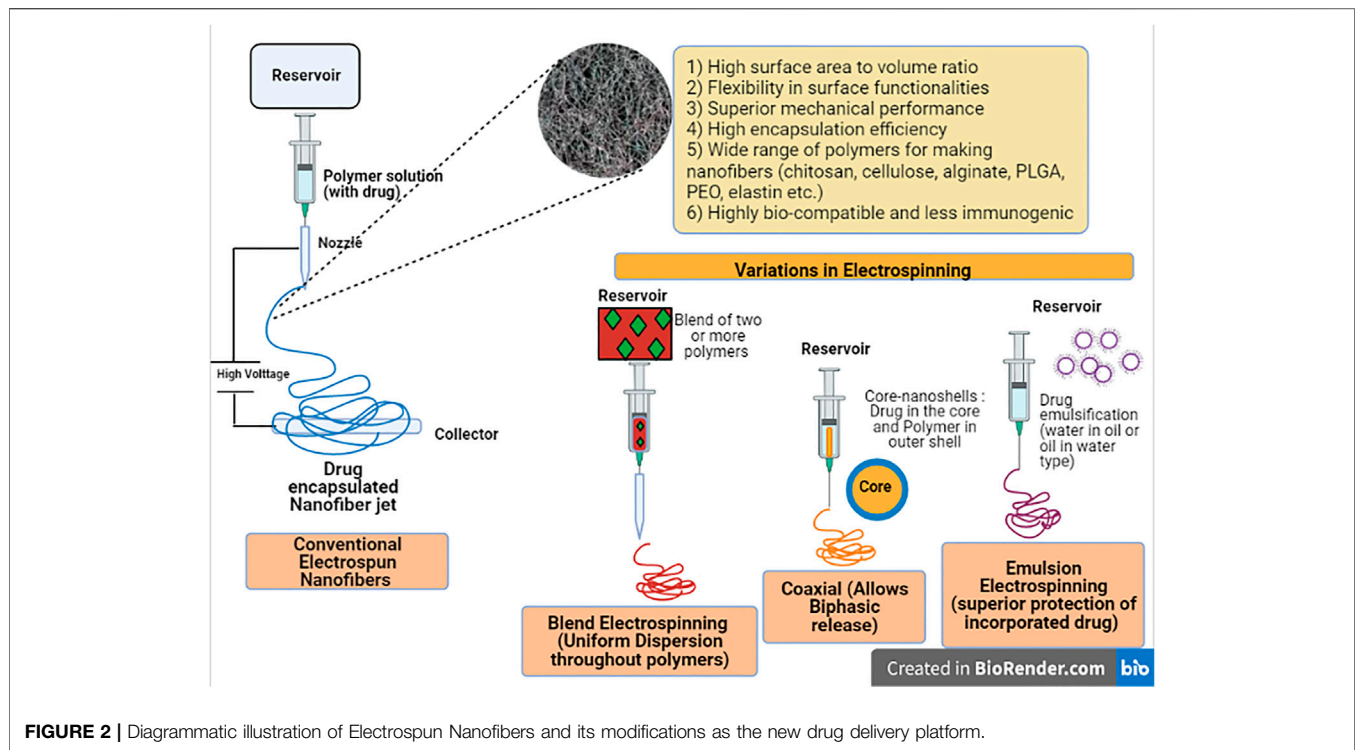 Reservoir
Polymer solution
(with drug)
Nozzle
High Volttage
Collector
Drug
encapsulated
Nanofiber jet
Conventional
Electrospun
Nanofibers
1) High surface area to volume ratio
2) Flexibility in surface functionalities
3) Superior mechanical performance
4) High encapsulation efficiency
5) Wide range of polymers for making
nanofibers (chitosan, cellulose, alginate, PLGA,
PEO, elastin etc.)
6) Highly bio-compatible and less immunogenic
Variations in Electrospinning
Reservoir
Blend of two
or more
polymers
Blend Electrospinning
(Uniform Dispersion
throughout polymers)
Reservoir
Core-nanoshells :
Drug in the core
and Polymer in
outer shell
Core
Coaxial (Allows
Biphasic
release)
Reservoir
Drug
emulsification
(water in oil or
oil in water
type)
Emulsion
Electrospinning
(superior protection of
incorporated drug)
Created in BioRender.com bio
FIGURE 2 | Diagrammatic illustration of Electrospun Nanofibers and its modifications as the new drug delivery platform.